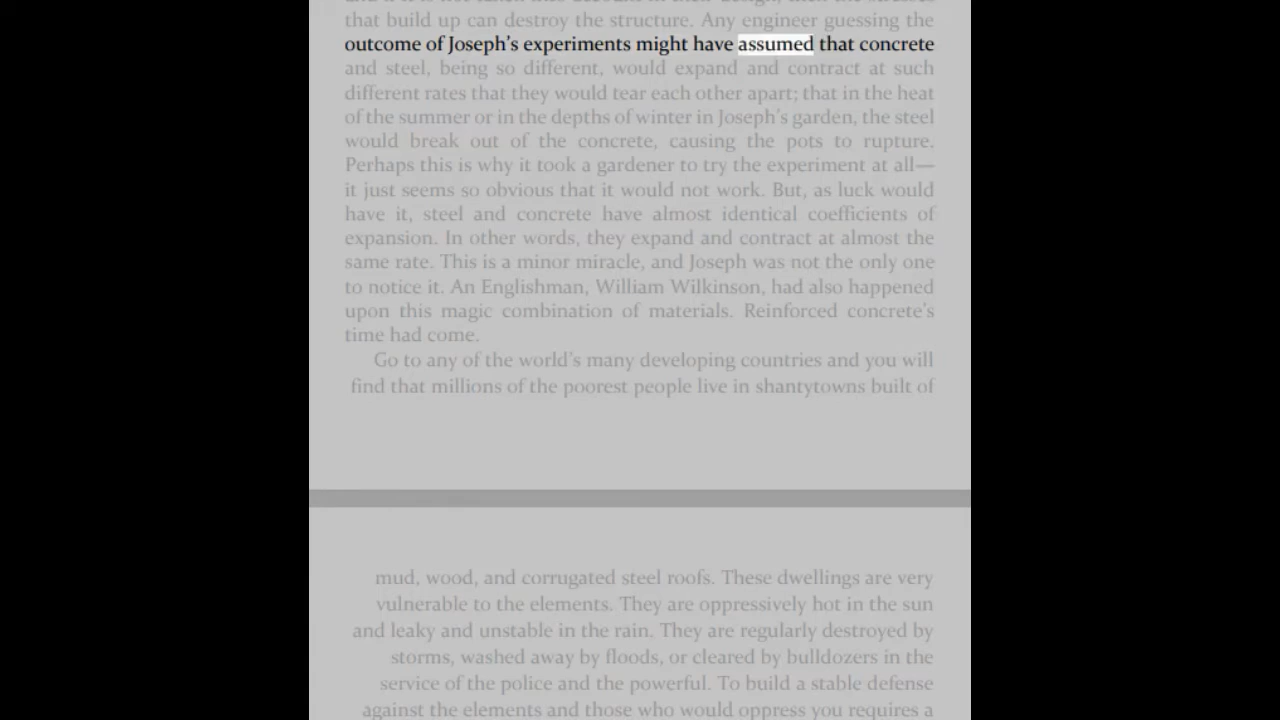 that build up can destroy the structure. Any engineer guessing the
outcome of Joseph's experiments might have assumed that concrete
and steel, being so different, would expand and contract at such
different rates that they would tear each other apart; that in the heat
of the summer or in the depths of winter in Joseph's garden, the steel
would break out of the concrete, causing the pots to rupture.
Perhaps this is why it took a gardener to try the experiment at all—
it just seems so obvious that it would not work. But, as luck would
have it, steel and concrete have almost identical coefficients of
expansion. In other words, they expand and contract at almost the
same rate. This is a minor miracle, and Joseph was not the only one
to notice it. An Englishman, William Wilkinson, had also happened
upon this magic combination of materials. Reinforced concrete's
time had come.
Go to any of the world's many developing countries and you will
find that millions of the poorest people live in shantytowns built of
mud, wood, and corrugated steel roofs. These dwellings are very
vulnerable to the elements. They are oppressively hot in the sun
and leaky and unstable in the rain. They are regularly destroyed by
storms, washed away by floods, or cleared by bulldozers in the
service of the police and the powerful. To build a stable defense
against the elements and those who would oppress you requires a